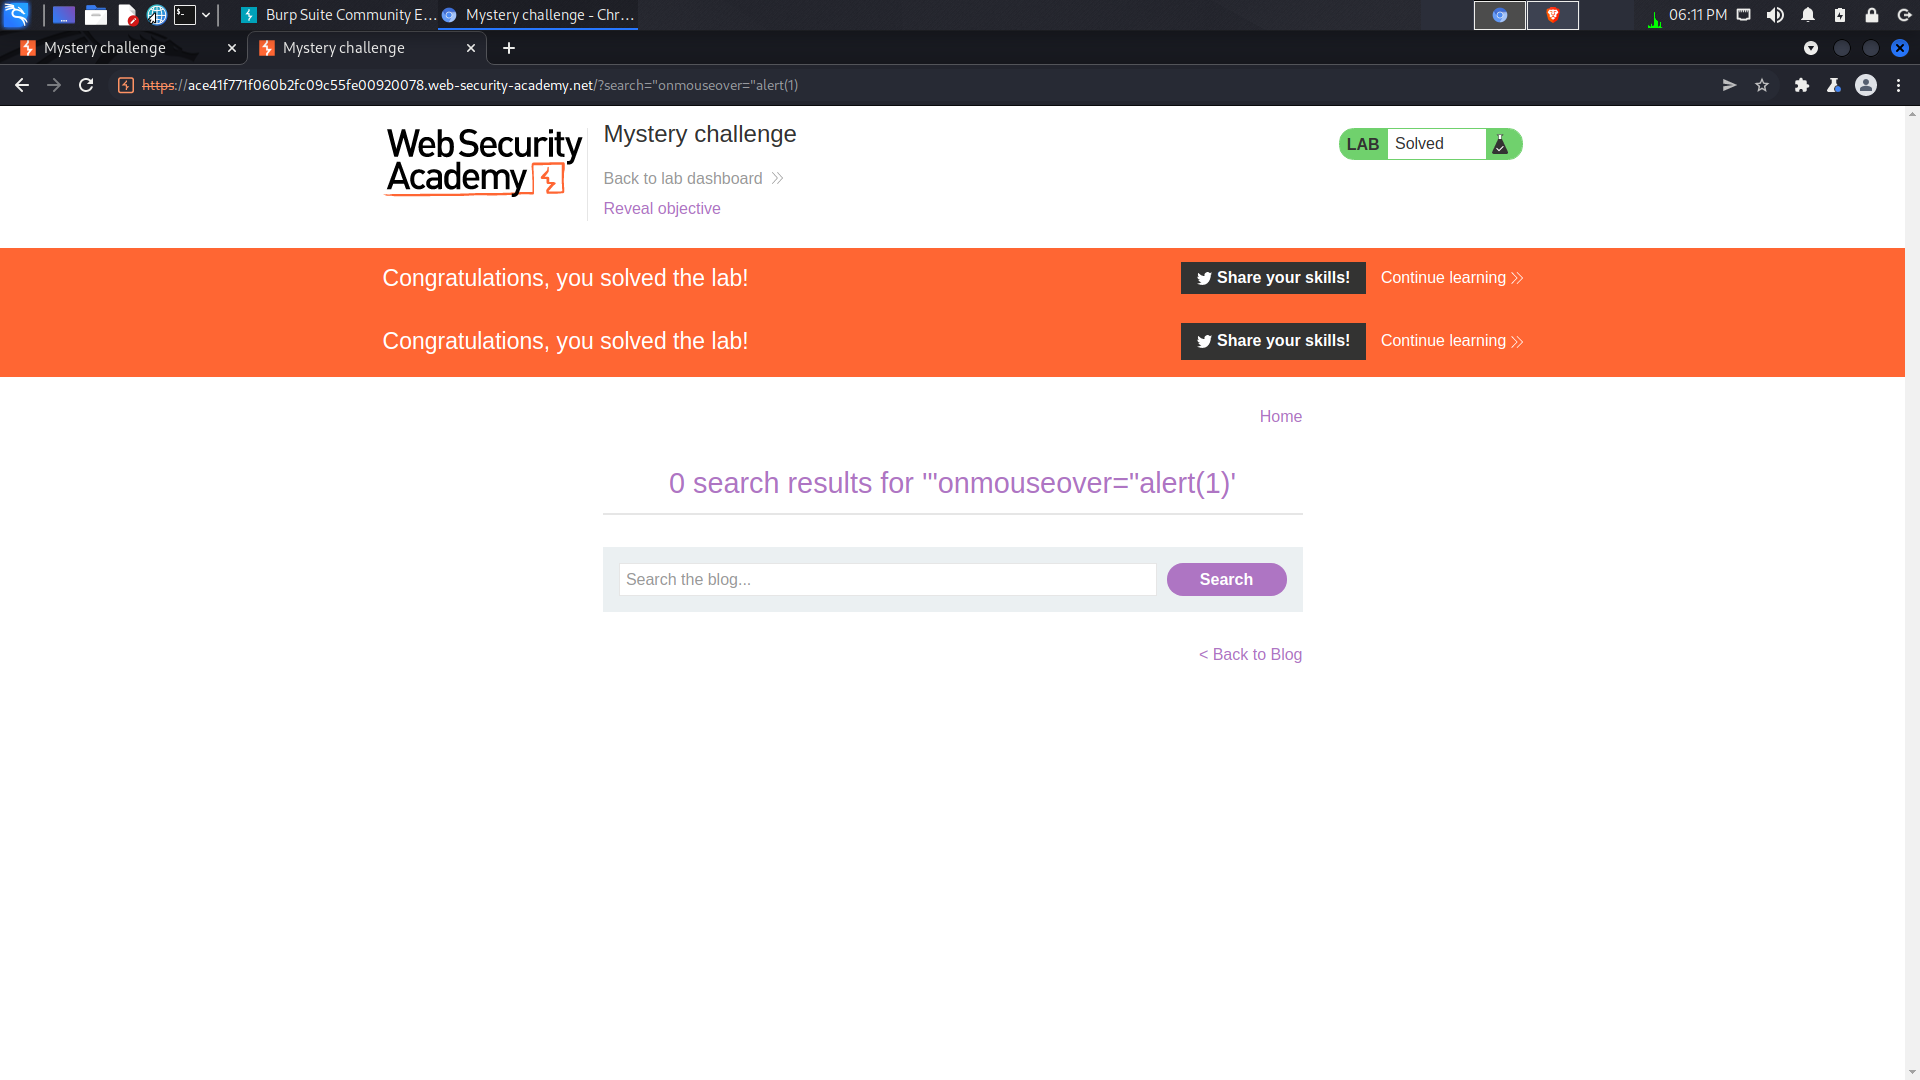 Burp Suite Community E...
Mystery challenge - Chr...
06:11 PM
Mystery challenge
Mystery challenge
https://ace41f771f060b2fc09c55fe00920078.web-security-academy.net/?search="onmouseover="alert(1)
Web Security
Academy
Mystery challenge
Back to lab dashboard
Reveal objective
LAB Solved
Congratulations, you solved the lab!
Share your skills!
Continue learning
Congratulations, you solved the lab!
Share your skills!
Continue learning
Home
0 search results for '"onmouseover="alert(1)'
Search the blog...
Search
< Back to Blog